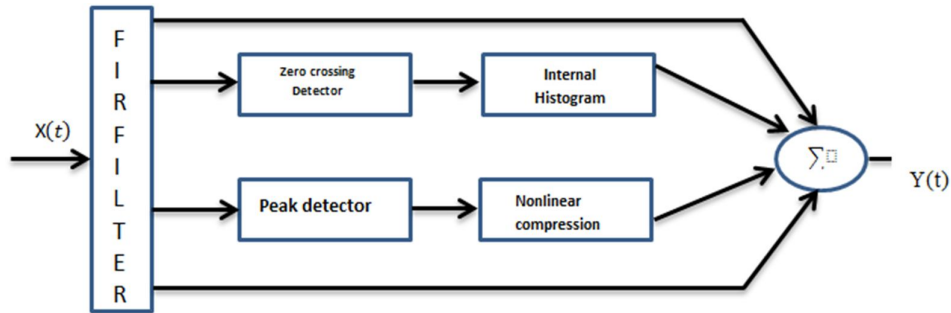 X(t)
F
I
R
F
I
L
T
E
R
Zero crossing
Detector
Internal
Histogram
Peak detector
Nonlinear
compression
∑□
Y(t)